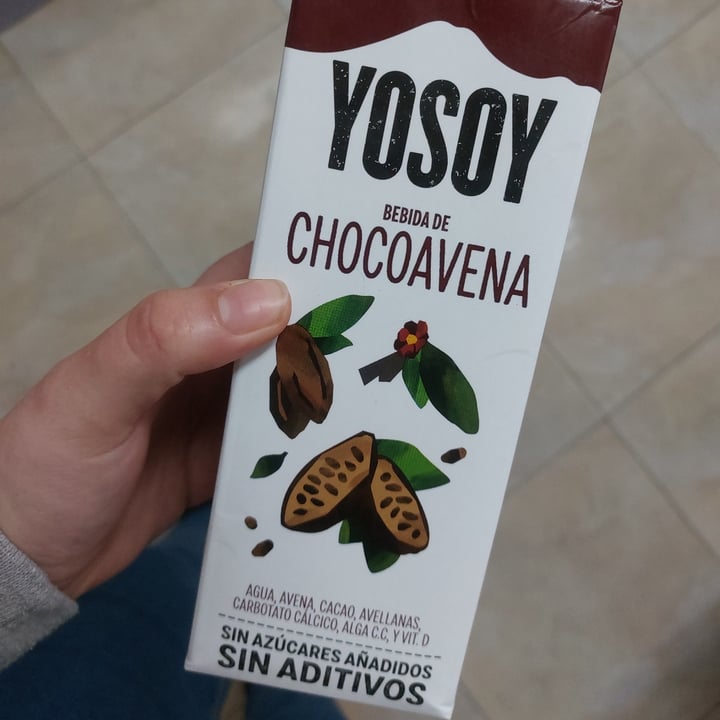 YOSOY
BEBIDA DE
CHOCOAVENA
AGUA, AVENA, CACAO, AVELLANAS,
CARBOTATO CÁLCICO, ALGA C.C, Y VIT. D
SIN AZÚCARES AÑADIDOS
SIN ADITIVOS